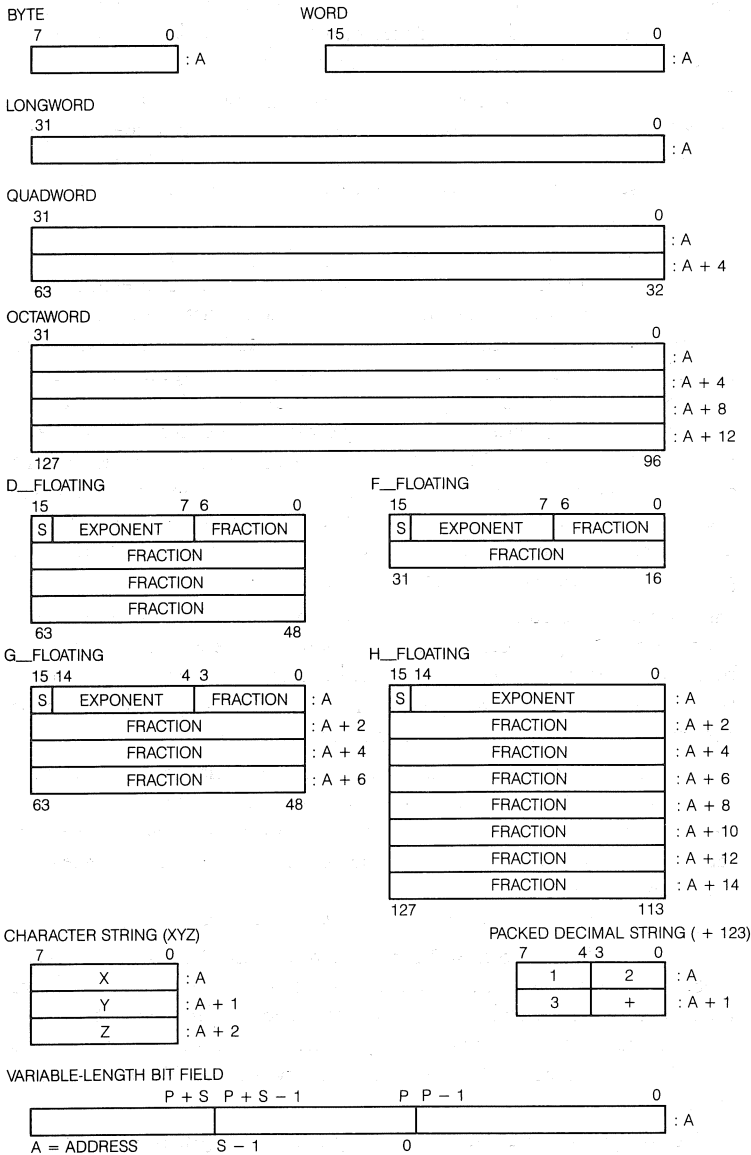 BYTE WORD
7 0 15 0
: A : A
LONGWORD
31 0
: A
QUADWORD
31 0
: A
: A + 4
63 32
OCTAWORD
31 0
: A
: A + 4
: A + 8
: A + 12
127 96
D__FLOATING
15 7 6 0
S EXPONENT FRACTION
FRACTION
FRACTION
FRACTION
63 48
F__FLOATING
15 7 6 0
S EXPONENT FRACTION
FRACTION
31 16
G__FLOATING
15 14 4 3 0
S EXPONENT FRACTION : A
FRACTION : A + 2
FRACTION : A + 4
FRACTION : A + 6
63 48
H__FLOATING
15 14 0
S EXPONENT : A
FRACTION : A + 2
FRACTION : A + 4
FRACTION : A + 6
FRACTION : A + 8
FRACTION : A + 10
FRACTION : A + 12
FRACTION : A + 14
127 113
CHARACTER STRING (XYZ)
7 0
X : A
Y : A + 1
Z : A + 2
PACKED DECIMAL STRING ( + 123)
7 4 3 0
1 2 : A
3 + : A + 1
VARIABLE-LENGTH BIT FIELD
P + S P + S − 1 P P − 1 0
: A
A = ADDRESS S − 1 0